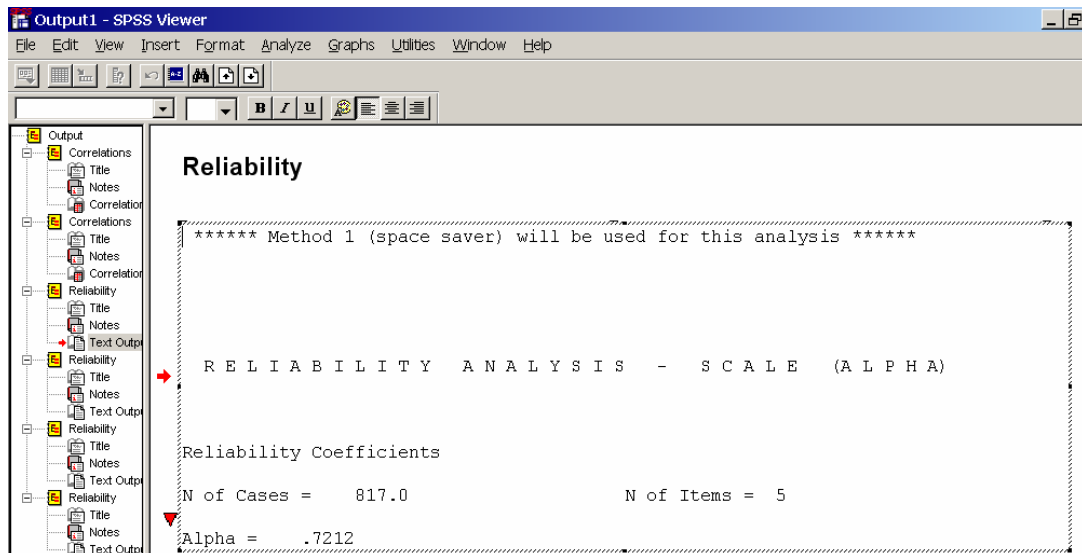 Output1 - SPSS Viewer
File Edit View Insert Format Analyze Graphs Utilities Window Help
B I U
Output
Correlations
Title
Notes
Correlation
Correlations
Title
Notes
Correlation
Reliability
Title
Notes
Text Outp
Reliability
Title
Notes
Text Outp
Reliability
Title
Notes
Text Outp
Reliability
Title
Notes
Text Outp
Reliability
****** Method 1 (space saver) will be used for this analysis ******
R E L I A B I L I T Y   A N A L Y S I S   -   S C A L E   (A L P H A)
Reliability Coefficients
N of Cases =    817.0                    N of Items =  5
Alpha =    .7212